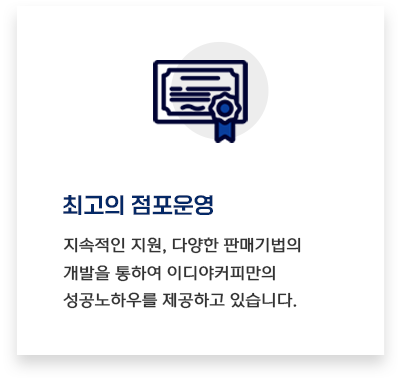 최고의 점포운영
지속적인 지원, 다양한 판매기법의
개발을 통하여 이디야커피만의
성공노하우를 제공하고 있습니다.